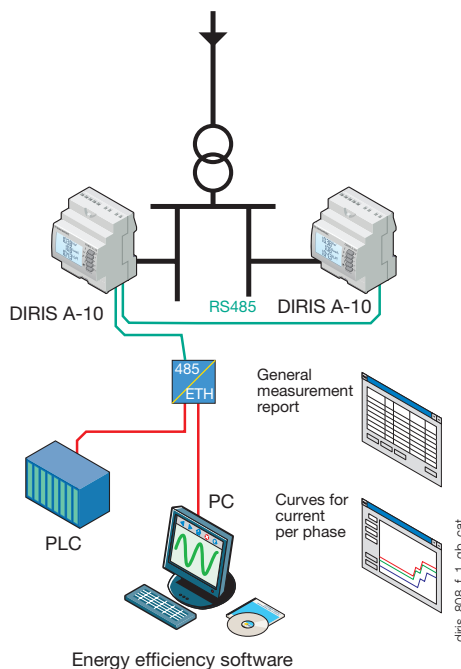 DIRIS A-10
RS485
DIRIS A-10
485
ETH
General
measurement
report
PLC
PC
Curves for
current
per phase
Energy efficiency software
diris_808_f_1_gb_cat